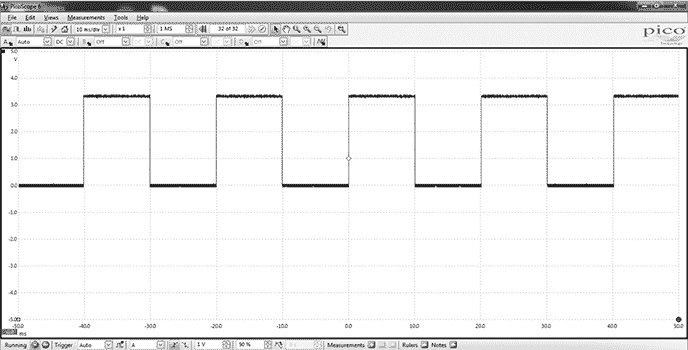 PicoScope 6
File Edit Views Measurements Tools Help
10 ms/div x 1 1 MS 32 of 32
pico
Technology
A Auto DC B Off DC C Off Off
5.0
V
4.0
3.0
2.0
1.0
0.0
-1.0
-2.0
-3.0
-4.0
-5.0
-50.0 -40.0 -30.0 -20.0 -10.0 0.0 10.0 20.0 30.0 40.0 50.0
ms
Running Trigger Auto A 1 V 50 % Measurements Rulers Notes